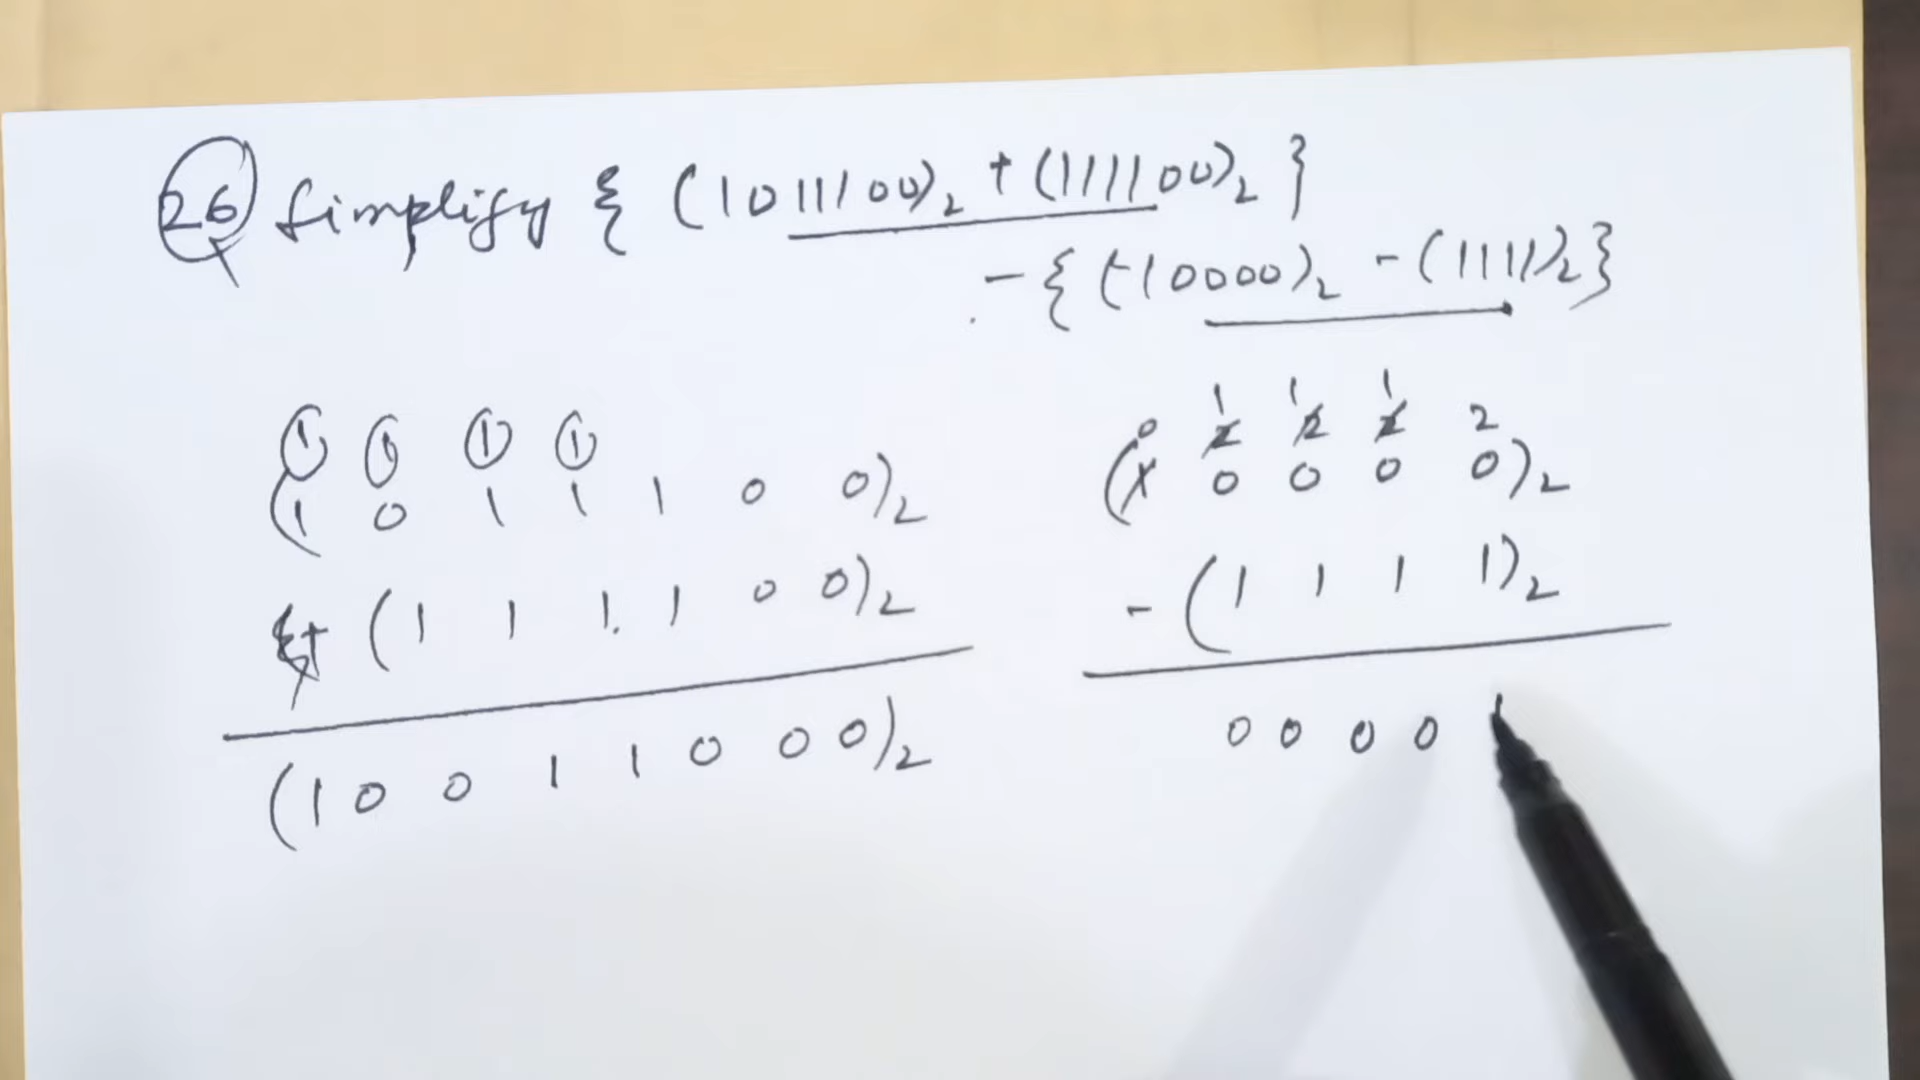 26 Simplify { (1011100)₂ + (111100)₂ }
- { (10000)₂ - (1111)₂ }
1 1 1 1
(1 0 1 1 1 0 0)₂
+ (1 1 1 1 0 0)₂
(1 0 0 1 1 0 0 0)₂
1 1 1
0 2 2 2 2
(1 0 0 0 0)₂
- (1 1 1 1)₂
0 0 0 0 1